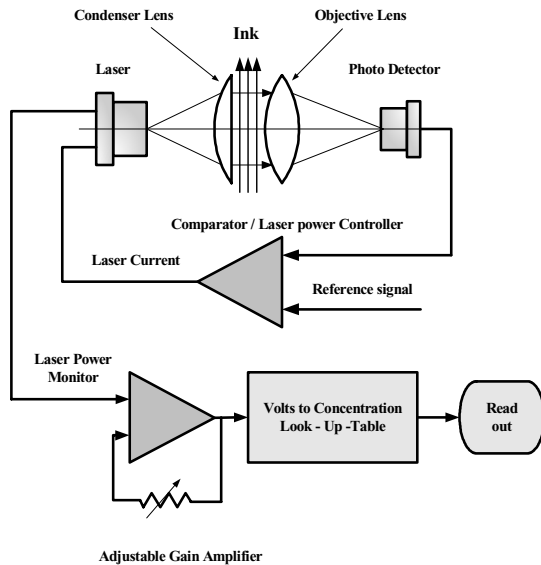 Condenser Lens
Objective Lens
Ink
Laser
Photo Detector
Comparator / Laser power Controller
Laser Current
Reference signal
Laser Power
Monitor
Volts to Concentration
Look - Up -Table
Read
out
Adjustable Gain Amplifier